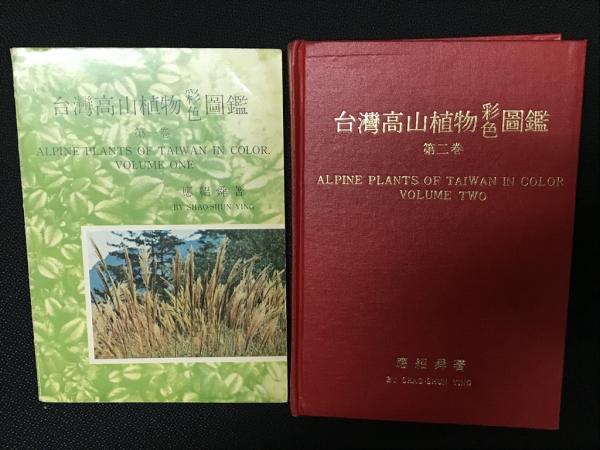 台灣高山植物彩色圖鑑
第一卷
ALPINE PLANTS OF TAIWAN IN COLOR.
VOLUME ONE
應紹舜著
BY SHAO-SHUN YING
台灣高山植物彩色圖鑑
第二卷
ALPINE PLANTS OF TAIWAN IN COLOR
VOLUME TWO
應紹舜著
BY SHAO-SHUN YING